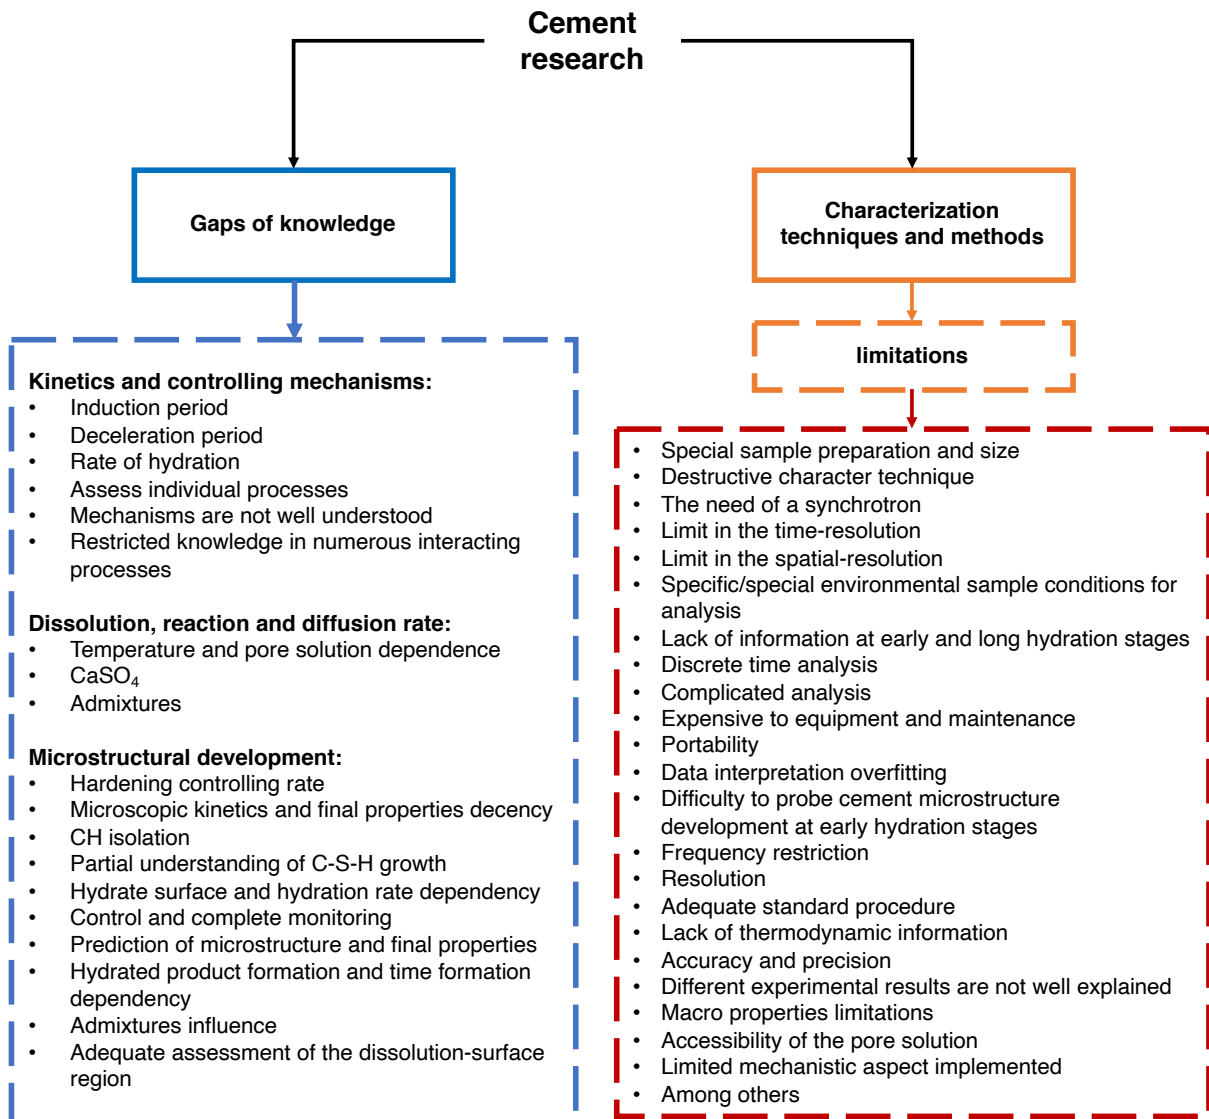 Cement
research
Gaps of knowledge
Kinetics and controlling mechanisms:
• Induction period
• Deceleration period
• Rate of hydration
• Assess individual processes
• Mechanisms are not well understood
• Restricted knowledge in numerous interacting
processes
Dissolution, reaction and diffusion rate:
• Temperature and pore solution dependence
• CaSO₄
• Admixtures
Microstructural development:
• Hardening controlling rate
• Microscopic kinetics and final properties decency
• CH isolation
• Partial understanding of C-S-H growth
• Hydrate surface and hydration rate dependency
• Control and complete monitoring
• Prediction of microstructure and final properties
• Hydrated product formation and time formation
dependency
• Admixtures influence
• Adequate assessment of the dissolution-surface
region
Characterization
techniques and methods
limitations
• Special sample preparation and size
• Destructive character technique
• The need of a synchrotron
• Limit in the time-resolution
• Limit in the spatial-resolution
• Specific/special environmental sample conditions for
analysis
• Lack of information at early and long hydration stages
• Discrete time analysis
• Complicated analysis
• Expensive to equipment and maintenance
• Portability
• Data interpretation overfitting
• Difficulty to probe cement microstructure
development at early hydration stages
• Frequency restriction
• Resolution
• Adequate standard procedure
• Lack of thermodynamic information
• Accuracy and precision
• Different experimental results are not well explained
• Macro properties limitations
• Accessibility of the pore solution
• Limited mechanistic aspect implemented
• Among others